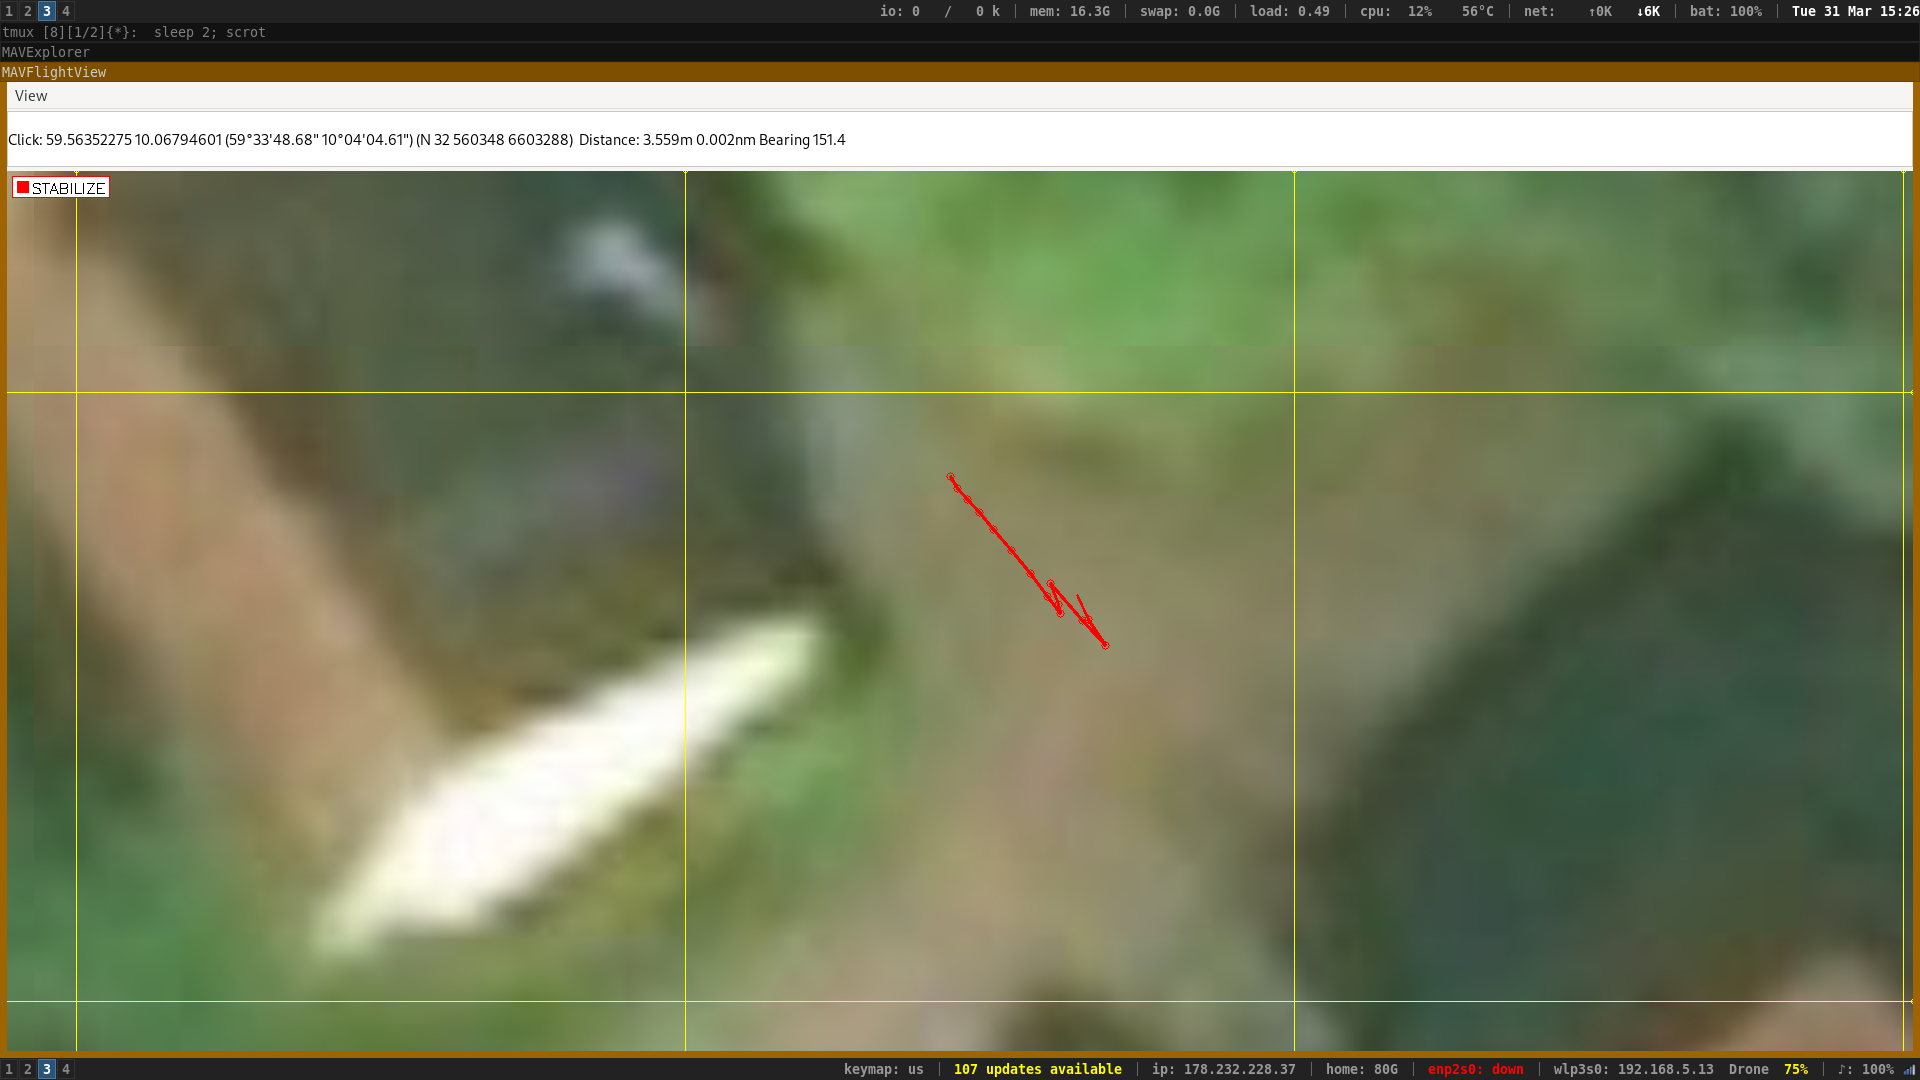 1 2 3 4 io: 0 / 0 k | mem: 16.3G | swap: 0.0G | load: 0.49 | cpu: 12% 56°C | net: ↑0K ↓6K | bat: 100% | Tue 31 Mar 15:26
tmux [8][1/2]{*}: sleep 2; scrot
MAVExplorer
MAVFlightView
View
Click: 59.56352275 10.06794601 (59°33'48.68" 10°04'04.61") (N 32 560348 6603288) Distance: 3.559m 0.002nm Bearing 151.4
STABILIZE
1 2 3 4 keymap: us | 107 updates available | ip: 178.232.228.37 | home: 80G | enp2s0: down | wlp3s0: 192.168.5.13 Drone 75% | ♪: 100%